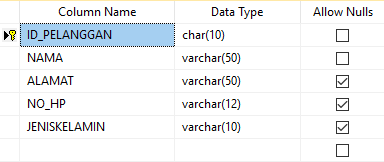 Column Name Data Type Allow Nulls
ID_PELANGGAN char(10)
NAMA varchar(50)
ALAMAT varchar(50)
NO_HP varchar(12)
JENISKELAMIN varchar(10)